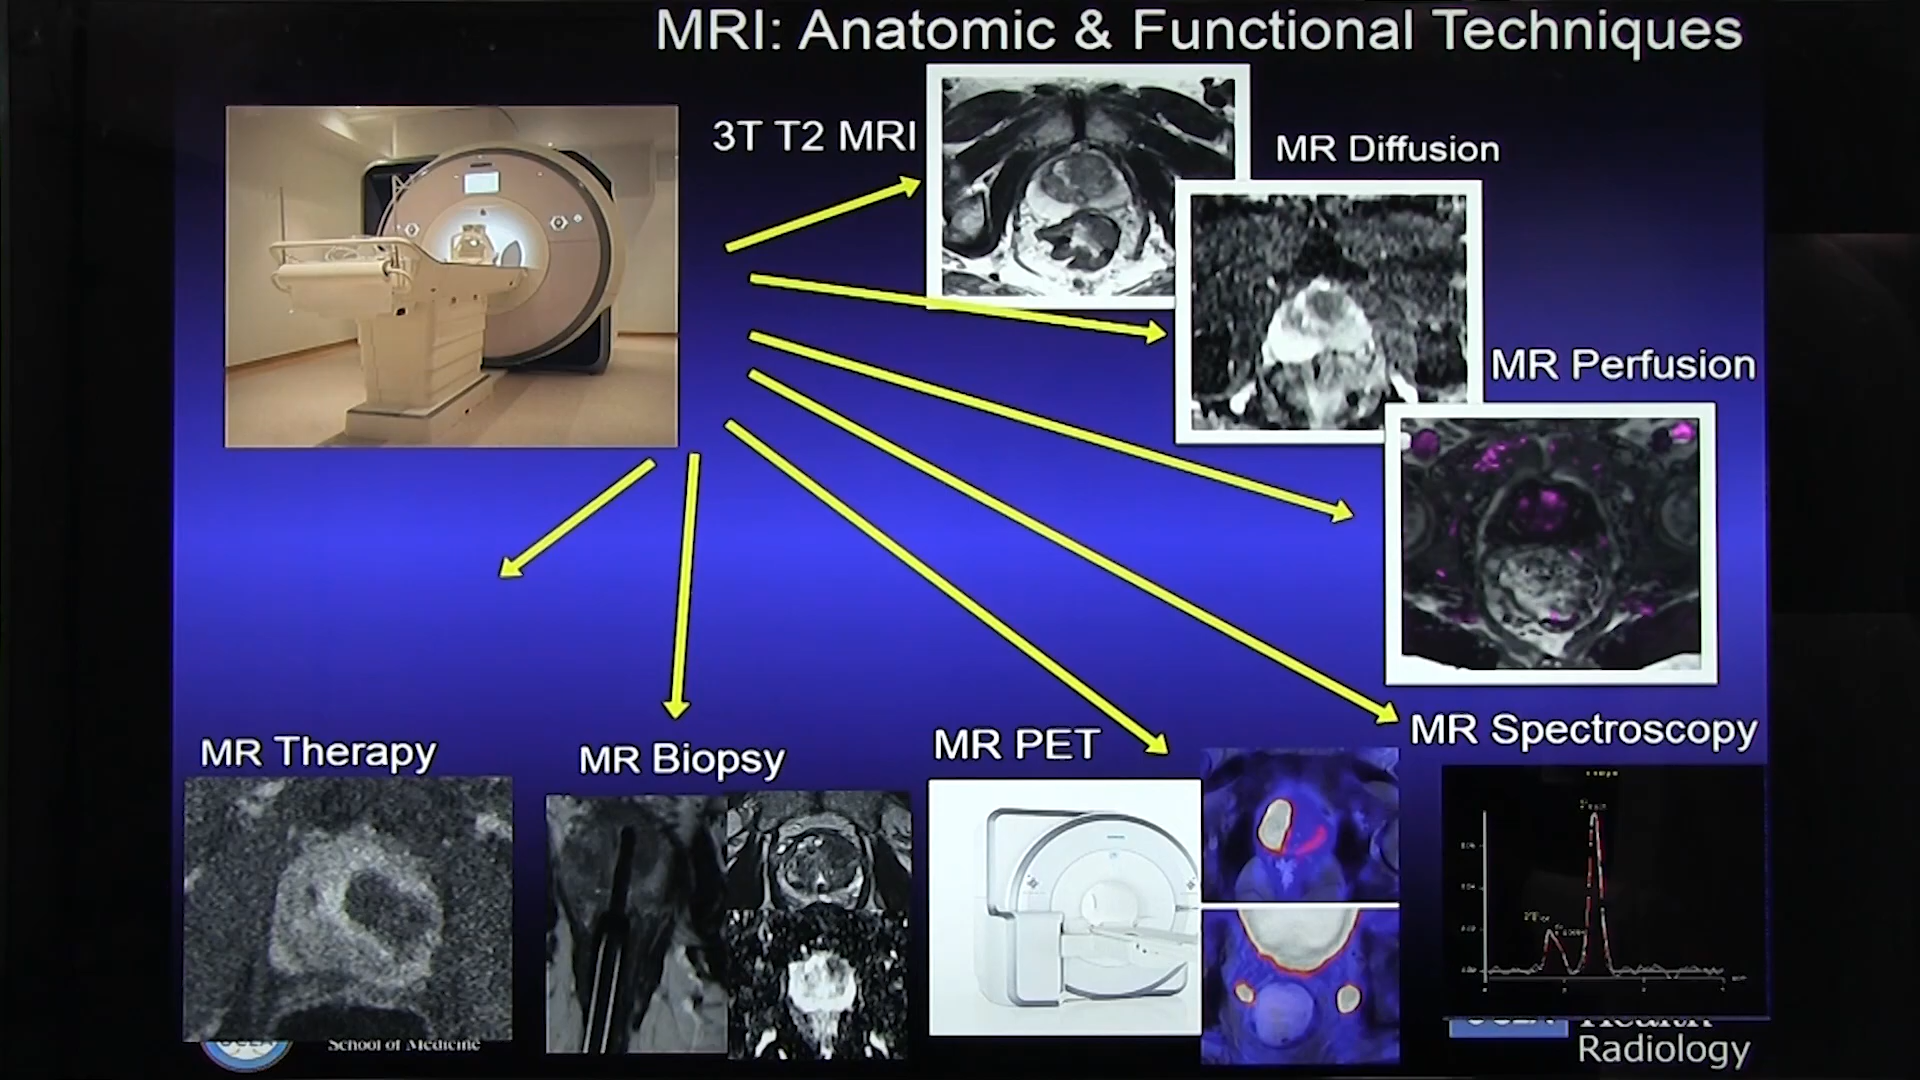 MRI: Anatomic & Functional Techniques
3T T2 MRI
MR Diffusion
MR Perfusion
MR Therapy
MR Biopsy
MR PET
MR Spectroscopy
School of Medicine
Health
Radiology